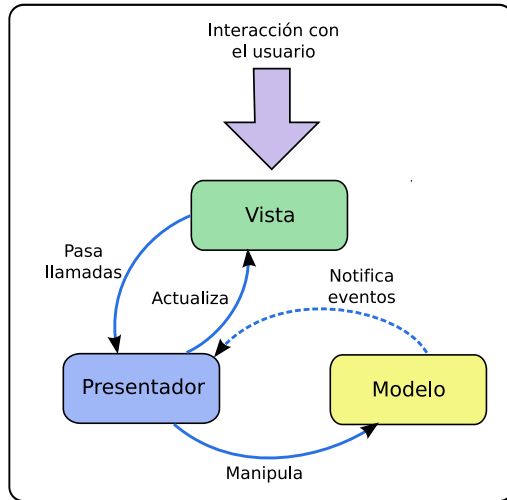 Interacción con
el usuario
Vista
Pasa
llamadas
Actualiza
Notifica
eventos
Presentador
Modelo
Manipula